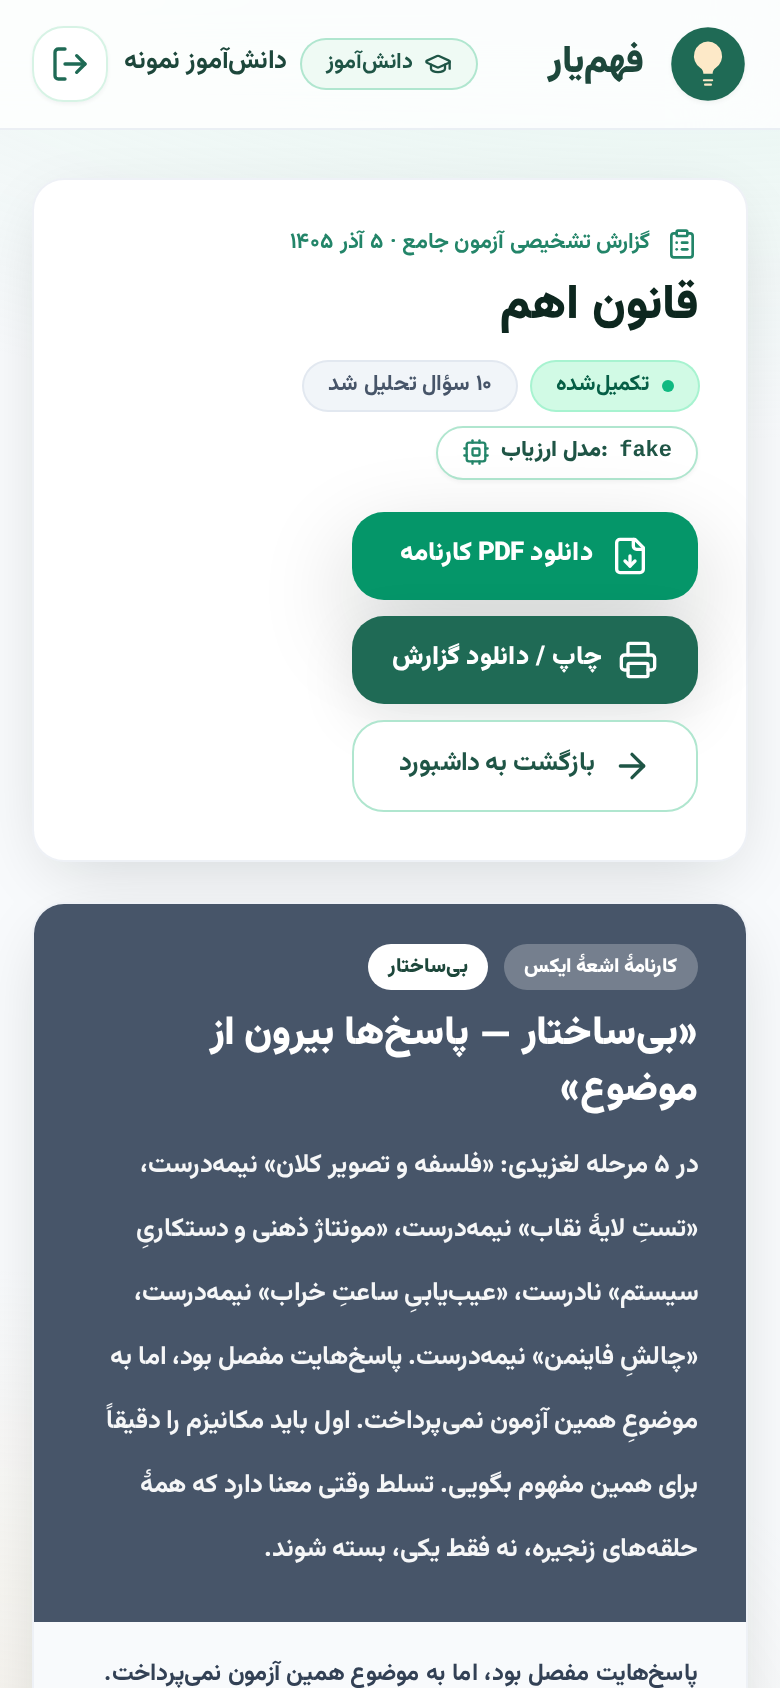 فهم‌یار
دانش‌آموز
دانش‌آموز نمونه
گزارش تشخیصی آزمون جامع · ۵ آذر ۱۴۰۵
قانون اهم
تکمیل‌شده
۱۰ سؤال تحلیل شد
مدل ارزیاب: fake
دانلود PDF کارنامه
چاپ / دانلود گزارش
بازگشت به داشبورد
کارنامهٔ اشعهٔ ایکس
بی‌ساختار
«بی‌ساختار — پاسخ‌ها بیرون از
موضوع»
در ۵ مرحله لغزیدی: «فلسفه و تصویر کلان» نیمه‌درست،
«تستِ لایهٔ نقاب» نیمه‌درست، «مونتاژ ذهنی و دستکاریِ
سیستم» نادرست، «عیب‌یابیِ ساعتِ خراب» نیمه‌درست،
«چالشِ فاینمن» نیمه‌درست. پاسخ‌هایت مفصل بود، اما به
موضوعِ همین آزمون نمی‌پرداخت. اول باید مکانیزم را دقیقاً
برای همین مفهوم بگویی. تسلط وقتی معنا دارد که همهٔ
حلقه‌های زنجیره، نه فقط یکی، بسته شوند.
پاسخ‌هایت مفصل بود، اما به موضوع همین آزمون نمی‌پرداخت.